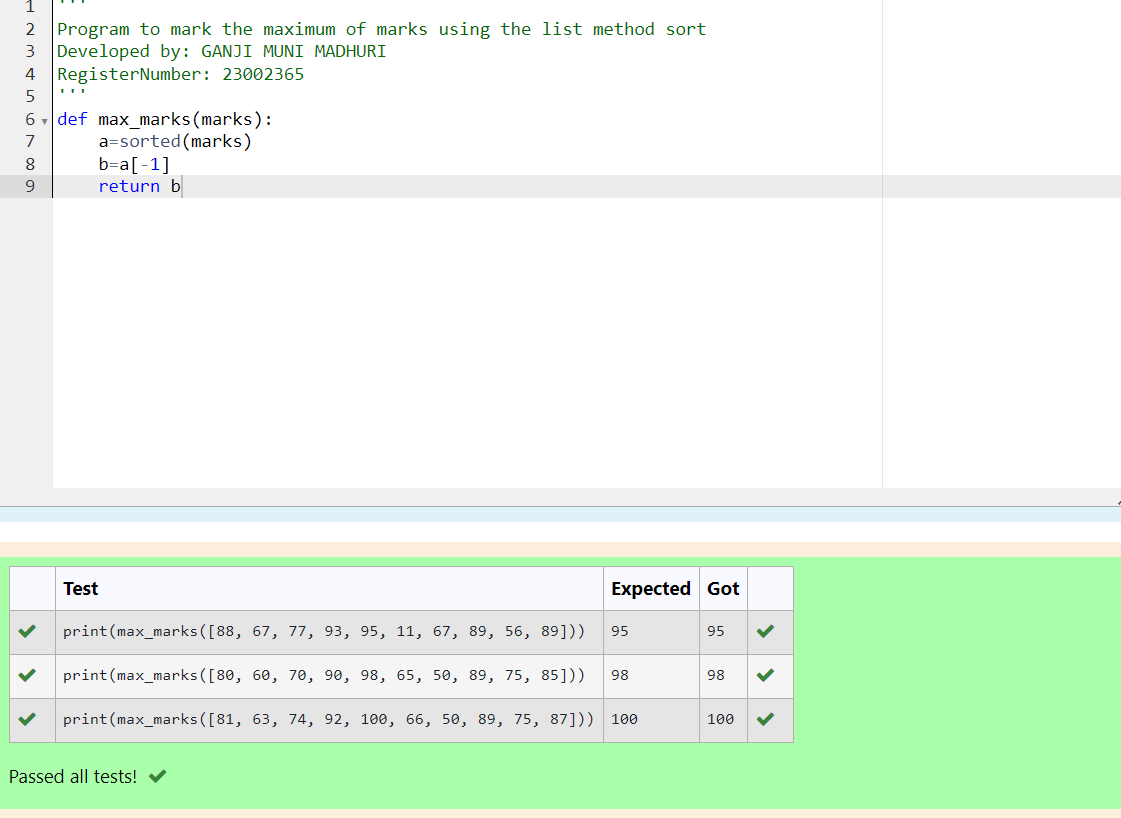 1 '''
2 Program to mark the maximum of marks using the list method sort
3 Developed by: GANJI MUNI MADHURI
4 RegisterNumber: 23002365
5 '''
6 def max_marks(marks):
7     a=sorted(marks)
8     b=a[-1]
9     return b
Test Expected Got
print(max_marks([88, 67, 77, 93, 95, 11, 67, 89, 56, 89])) 95 95
print(max_marks([80, 60, 70, 90, 98, 65, 50, 89, 75, 85])) 98 98
print(max_marks([81, 63, 74, 92, 100, 66, 50, 89, 75, 87])) 100 100
Passed all tests!